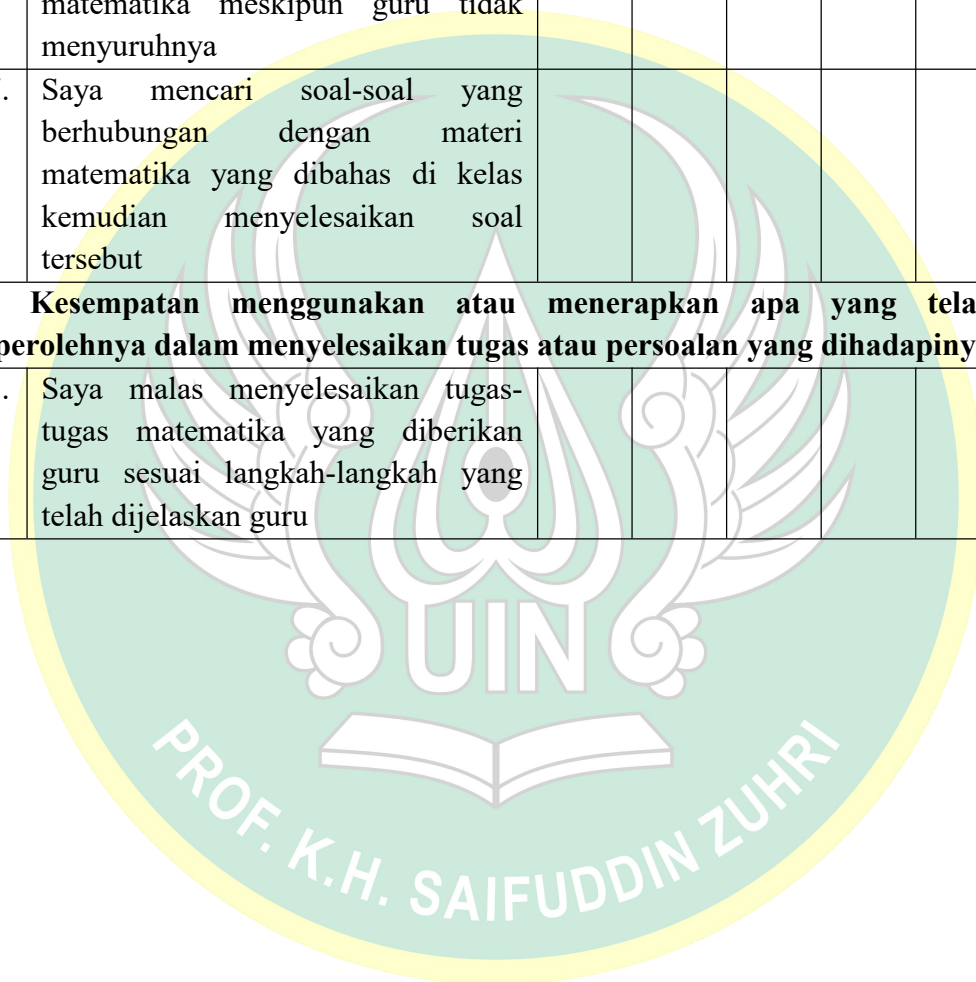 matematika meskipun guru tidak
menyuruhnya
. Saya mencari soal-soal yang
berhubungan dengan materi
matematika yang dibahas di kelas
kemudian menyelesaikan soal
tersebut
Kesempatan menggunakan atau menerapkan apa yang tela
perolehnya dalam menyelesaikan tugas atau persoalan yang dihadapiny
. Saya malas menyelesaikan tugas-
tugas matematika yang diberikan
guru sesuai langkah-langkah yang
telah dijelaskan guru
UIN
PROF. K.H. SAIFUDDIN ZUHRI